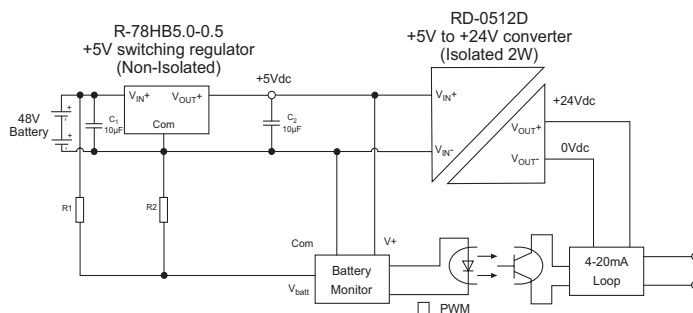 R-78HB5.0-0.5
+5V switching regulator
(Non-Isolated)
RD-0512D
+5V to +24V converter
(Isolated 2W)
+5Vdc
VIN+
VOUT+
Com
C1
10µF
C2
10µF
48V
Battery
+
-
+
-
VIN+
VIN-
+24Vdc
VOUT+
VOUT-
0Vdc
R1
R2
Com
V+
Vbatt
Battery
Monitor
PWM
4-20mA
Loop